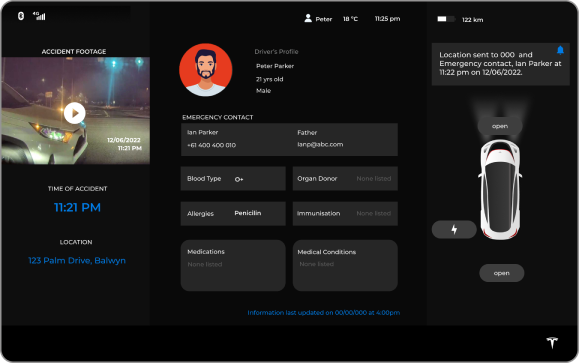 4G
Peter
18 ºC
11:25 pm
122 km
ACCIDENT FOOTAGE
12/06/2022
11:21 PM
TIME OF ACCIDENT
11:21 PM
LOCATION
123 Palm Drive, Balwyn
Driver's Profile
Peter Parker
21 yrs old
Male
EMERGENCY CONTACT
Ian Parker
+61 400 400 010
Father
Ianp@abc.com
Blood Type
O+
Organ Donor
None listed
Allergies
Penicilin
Immunisation
None listed
Medications
None listed
Medical Conditions
None listed
Information last updated on 00/00/000 at 4:00pm
Location sent to 000 and
Emergency contact, Ian Parker at
11:22 pm on 12/06/2022.
open
open